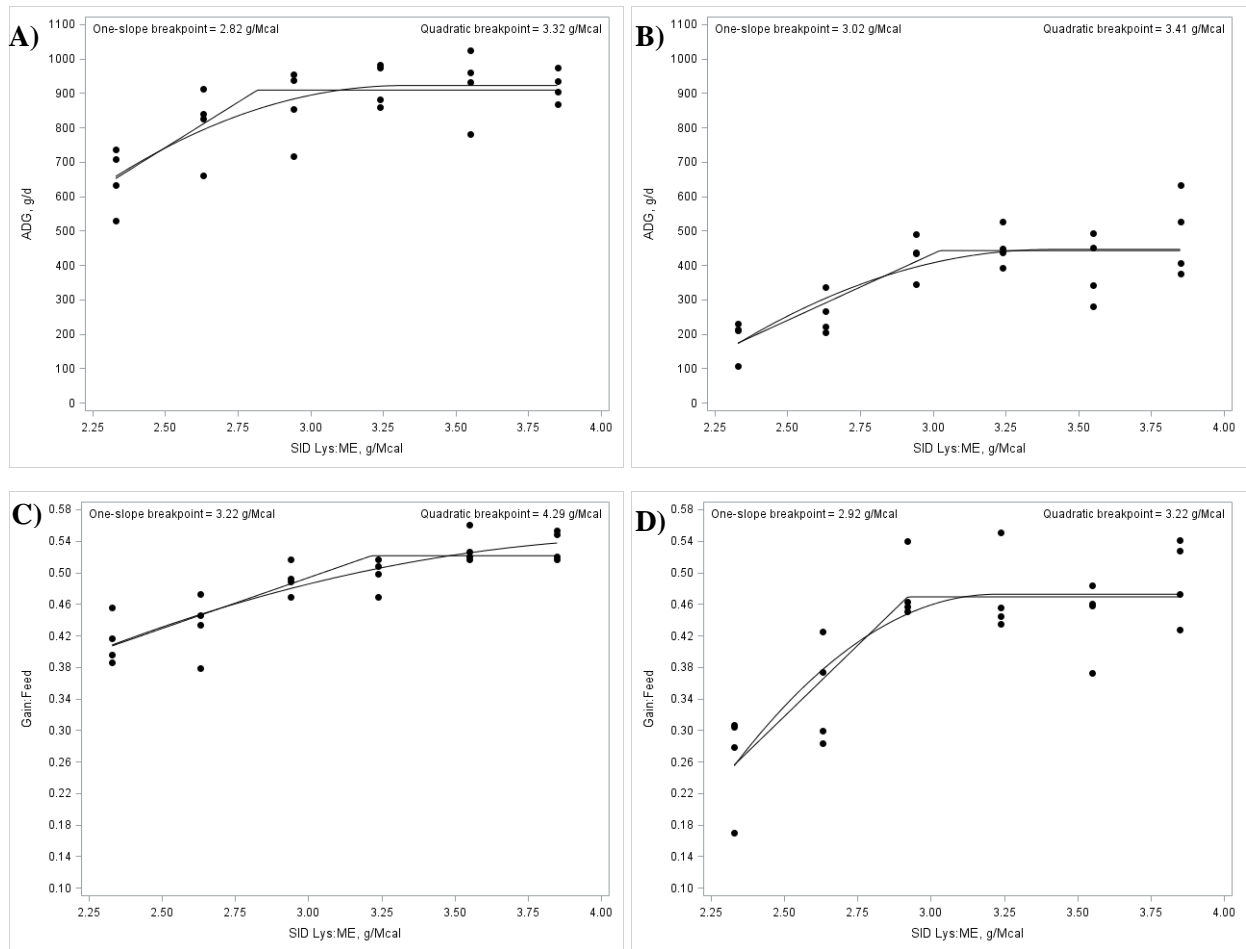 A)
One-slope breakpoint = 2.82 g/Mcal
Quadratic breakpoint = 3.32 g/Mcal
1100
1000
900
800
700
600
500
400
300
200
100
0
ADG, g/d
2.25 2.50 2.75 3.00 3.25 3.50 3.75 4.00
SID Lys:ME, g/Mcal
B)
One-slope breakpoint = 3.02 g/Mcal
Quadratic breakpoint = 3.41 g/Mcal
1100
1000
900
800
700
600
500
400
300
200
100
0
ADG, g/d
2.25 2.50 2.75 3.00 3.25 3.50 3.75 4.00
SID Lys:ME, g/Mcal
C)
One-slope breakpoint = 3.22 g/Mcal
Quadratic breakpoint = 4.29 g/Mcal
0.58
0.54
0.50
0.46
0.42
0.38
0.34
0.30
0.26
0.22
0.18
0.14
0.10
Gain:Feed
2.25 2.50 2.75 3.00 3.25 3.50 3.75 4.00
SID Lys:ME, g/Mcal
D)
One-slope breakpoint = 2.92 g/Mcal
Quadratic breakpoint = 3.22 g/Mcal
0.58
0.54
0.50
0.46
0.42
0.38
0.34
0.30
0.26
0.22
0.18
0.14
0.10
Gain:Feed
2.25 2.50 2.75 3.00 3.25 3.50 3.75 4.00
SID Lys:ME, g/Mcal